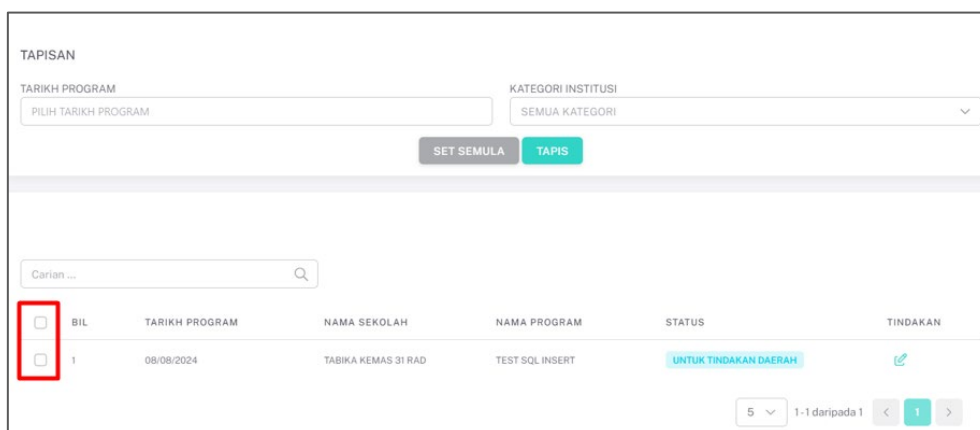 TAPISAN
TARIKH PROGRAM KATEGORI INSTITUSI
PILIH TARIKH PROGRAM SEMUA KATEGORI
SET SEMULA TAPIS
Carian ...
BIL TARIKH PROGRAM NAMA SEKOLAH NAMA PROGRAM STATUS TINDAKAN
1 08/08/2024 TABIKA KEMAS 31 RAD TEST SQL INSERT UNTUK TINDAKAN DAERAH
5 1-1 daripada 1 < 1 >